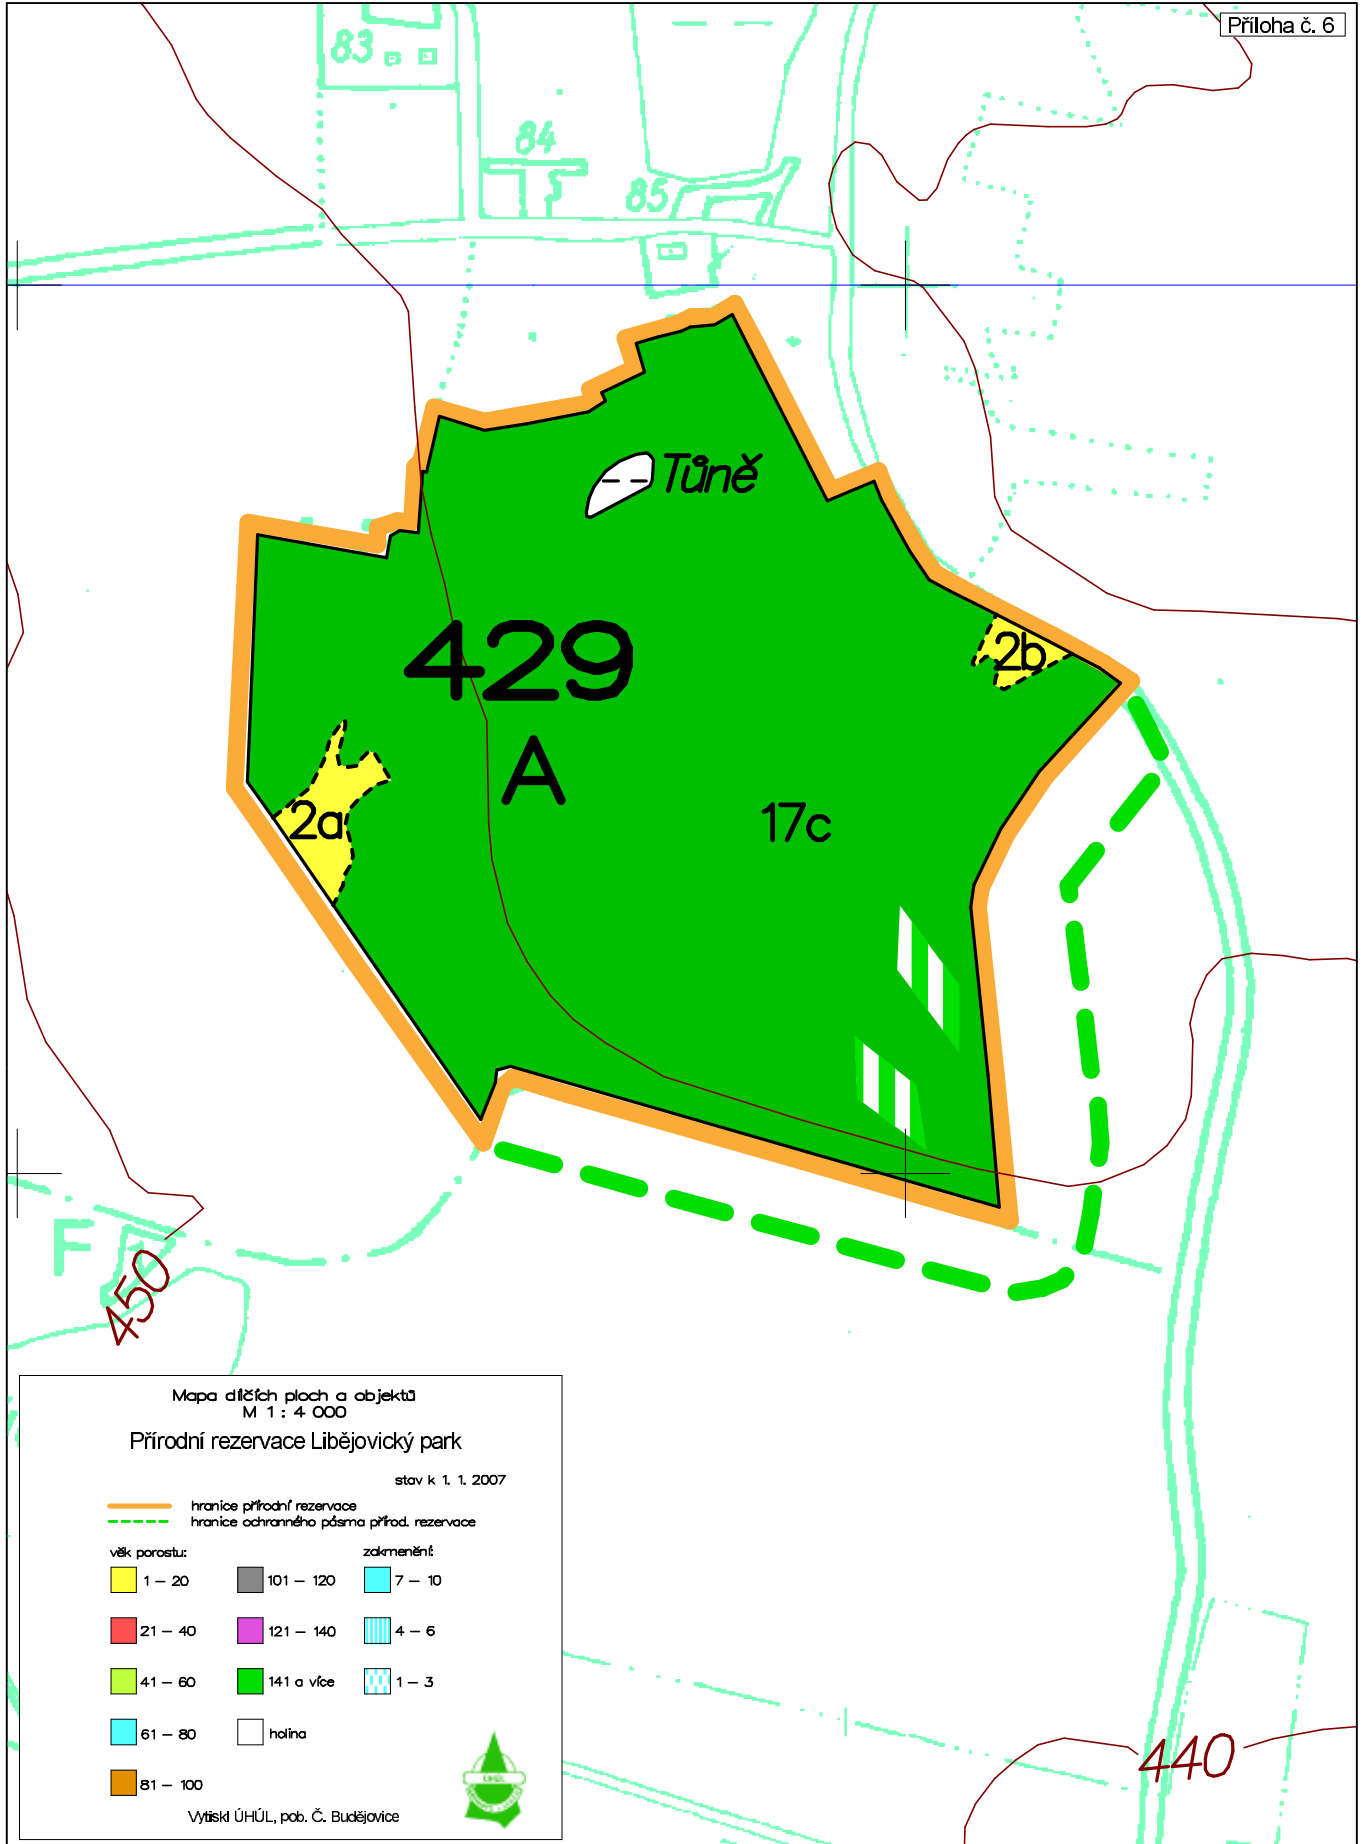 Příloha č. 6
83
84
85
Tůně
429
A
2b
2a
17c
F
450
440
Mapa dílčích ploch a objektů
M 1 : 4 000
Přírodní rezervace Libějovický park
stav k 1. 1. 2007
hranice přírodní rezervace
hranice ochranného pásma přírod. rezervace
věk porostu:
zakmenění:
1 – 20
101 – 120
7 – 10
21 – 40
121 – 140
4 – 6
41 – 60
141 a více
1 – 3
61 – 80
holina
81 – 100
ÚHÚL
Vytiskl ÚHÚL, pob. Č. Budějovice